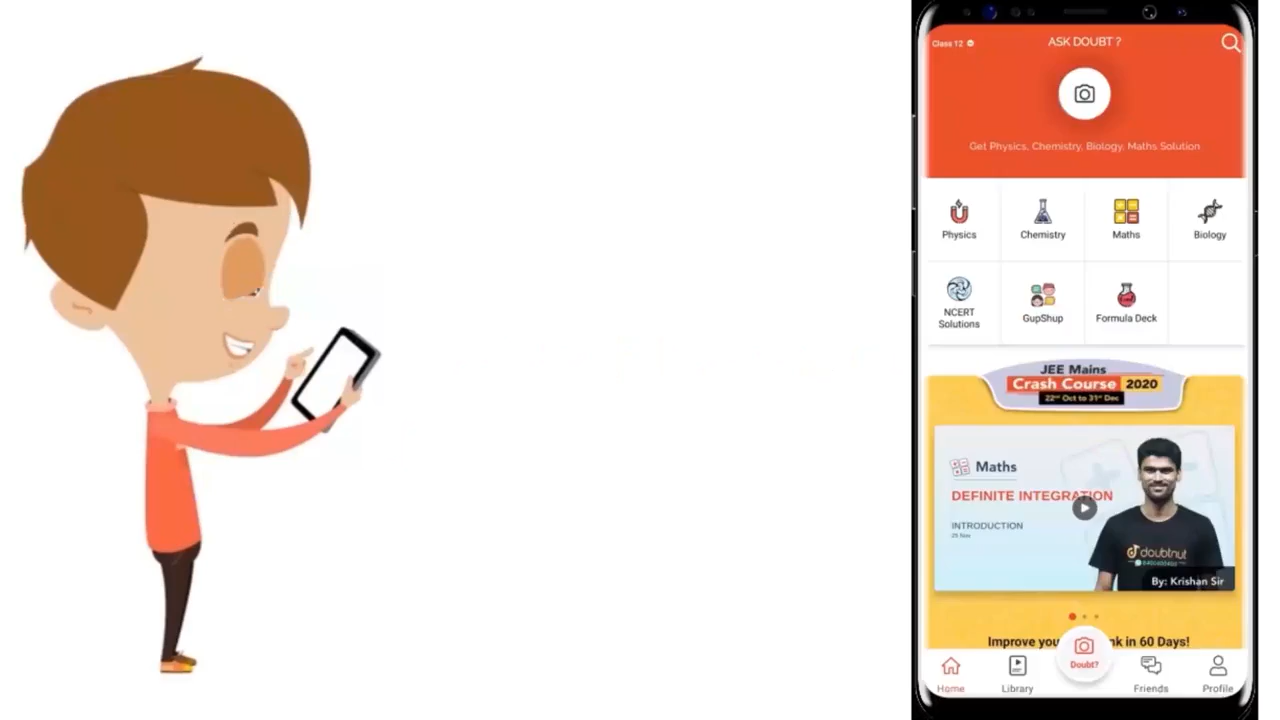 Class 12
ASK DOUBT ?
Get Physics, Chemistry, Biology, Maths Solution
Physics
Chemistry
Maths
Biology
NCERT
Solutions
GupShup
Formula Deck
JEE Mains
Crash Course 2020
22nd Oct to 31st Dec
Maths
DEFINITE INTEGRATION
INTRODUCTION
doubtnut
By: Krishan Sir
Improve you nk in 60 Days!
Doubt?
Home
Library
Friends
Profile